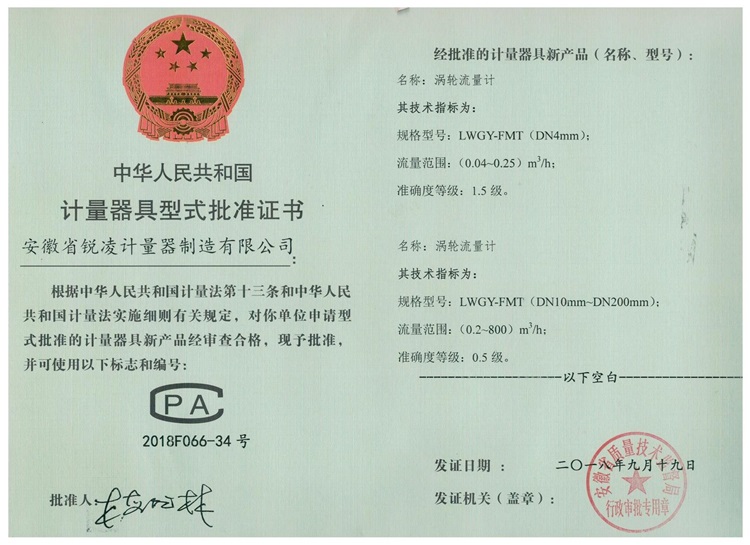 中华人民共和国
计量器具型式批准证书
安徽省锐凌计量器制造有限公司:
根据中华人民共和国计量法第十三条和中华人民
共和国计量法实施细则有关规定，对你单位申请型
式批准的计量器具新产品经审查合格，现予批准，
并可使用以下标志和编号：
CPA
2018F066-34 号
批准人：
经批准的计量器具新产品（名称、型号）：
名称：涡轮流量计
其技术指标为：
规格型号：LWGY-FMT（DN4mm）;
流量范围：（0.04~0.25）m³/h;
准确度等级：1.5 级。
名称：涡轮流量计
其技术指标为：
规格型号：LWGY-FMT（DN10mm~DN200mm）;
流量范围：（0.2~800）m³/h;
准确度等级：0.5 级。
以下空白
发证日期： 二〇一八年九月十九日
发证机关（盖章）：
安徽省质量技术监督局
行政审批专用章